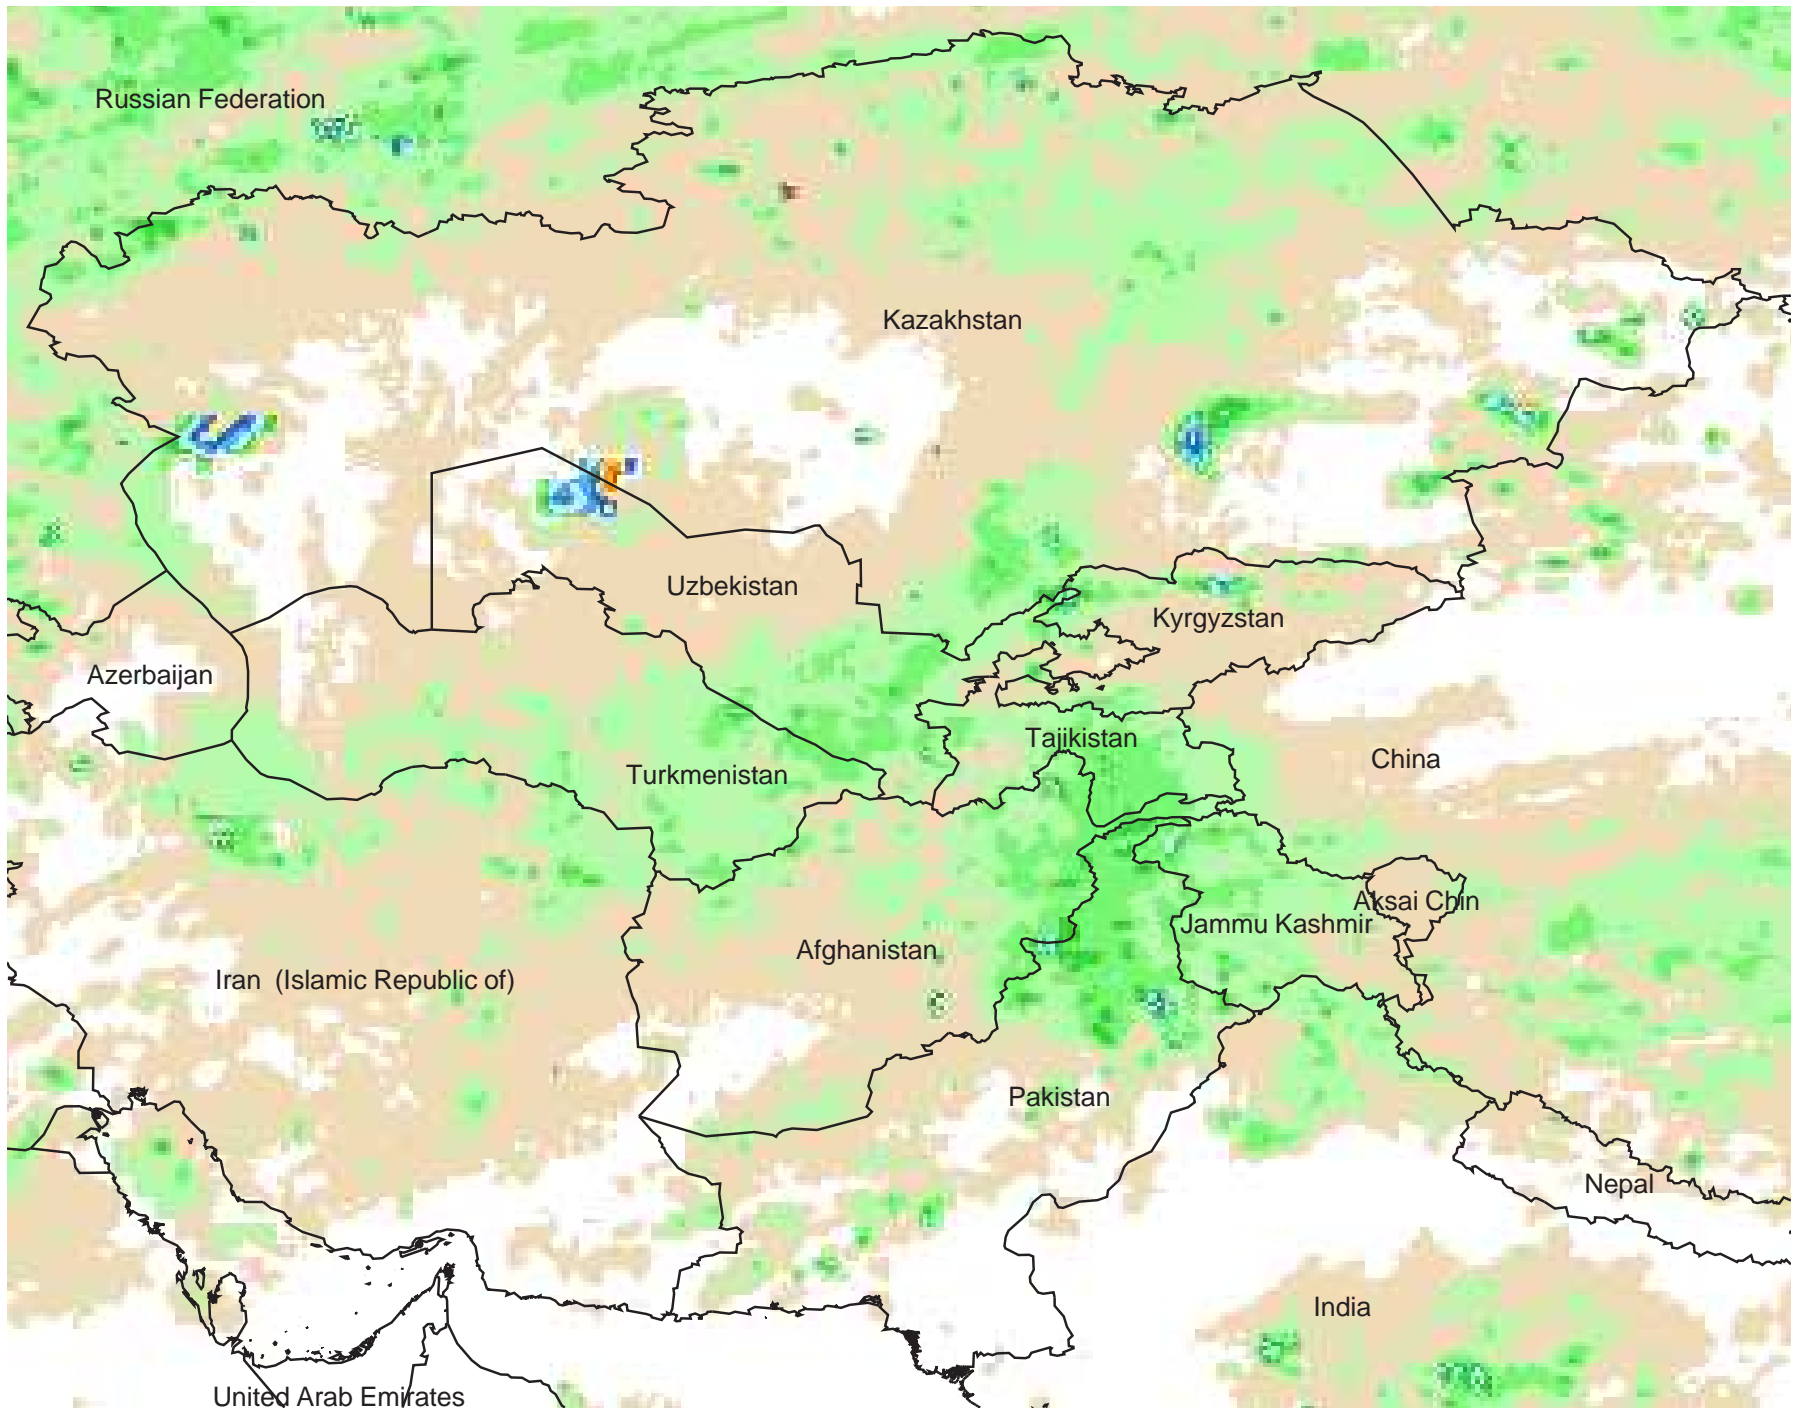 Russian Federation
Kazakhstan
Uzbekistan
Kyrgyzstan
Azerbaijan
Tajikistan
China
Turkmenistan
Aksai Chin
Jammu Kashmir
Afghanistan
Iran  (Islamic Republic of)
Pakistan
Nepal
India
United Arab Emirates